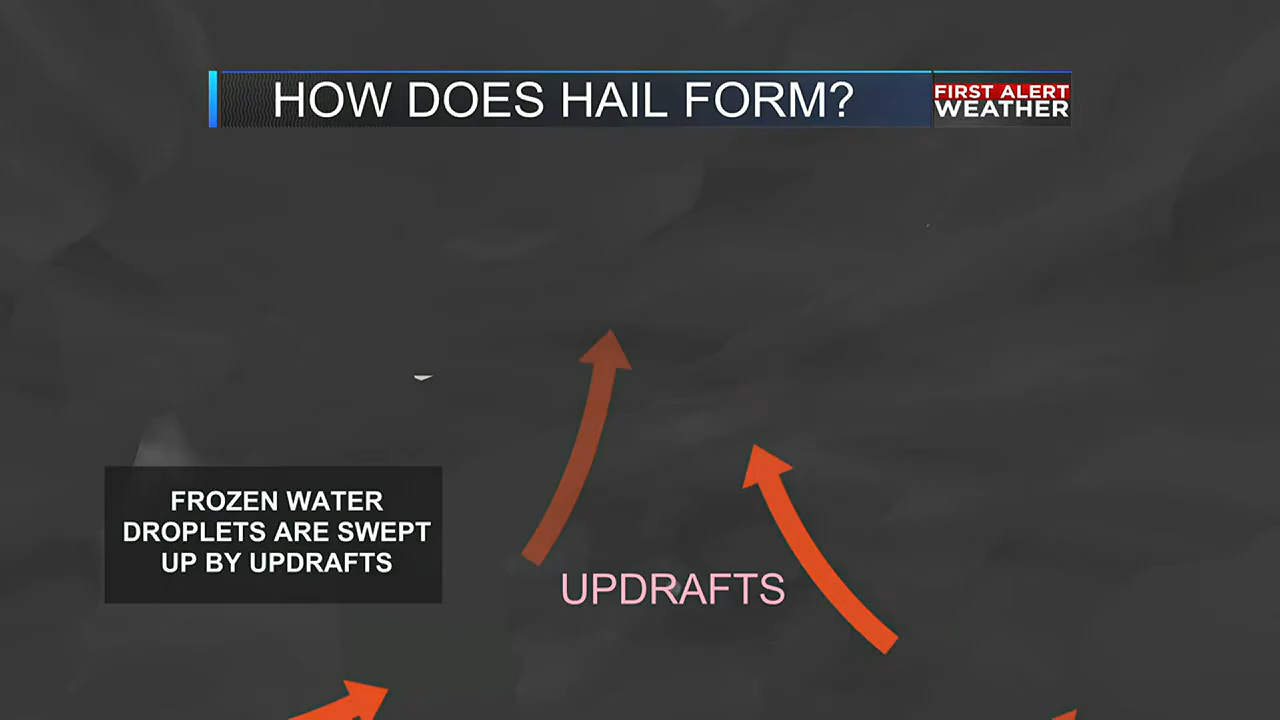 HOW DOES HAIL FORM?
FIRST ALERT
WEATHER
FROZEN WATER
DROPLETS ARE SWEPT
UP BY UPDRAFTS
UPDRAFTS